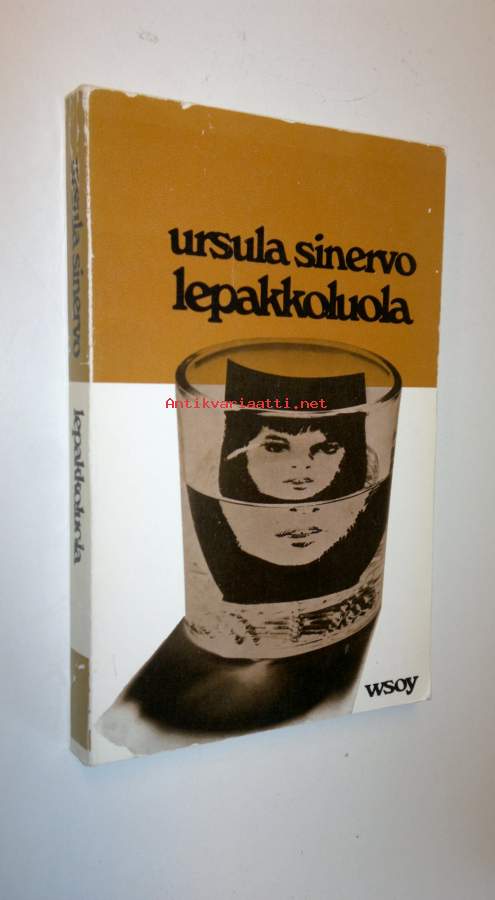 ursula sinervo
lepakkoluola
Antikvariaatti.net
wsoy
ursula sinervo
lepakkoluola